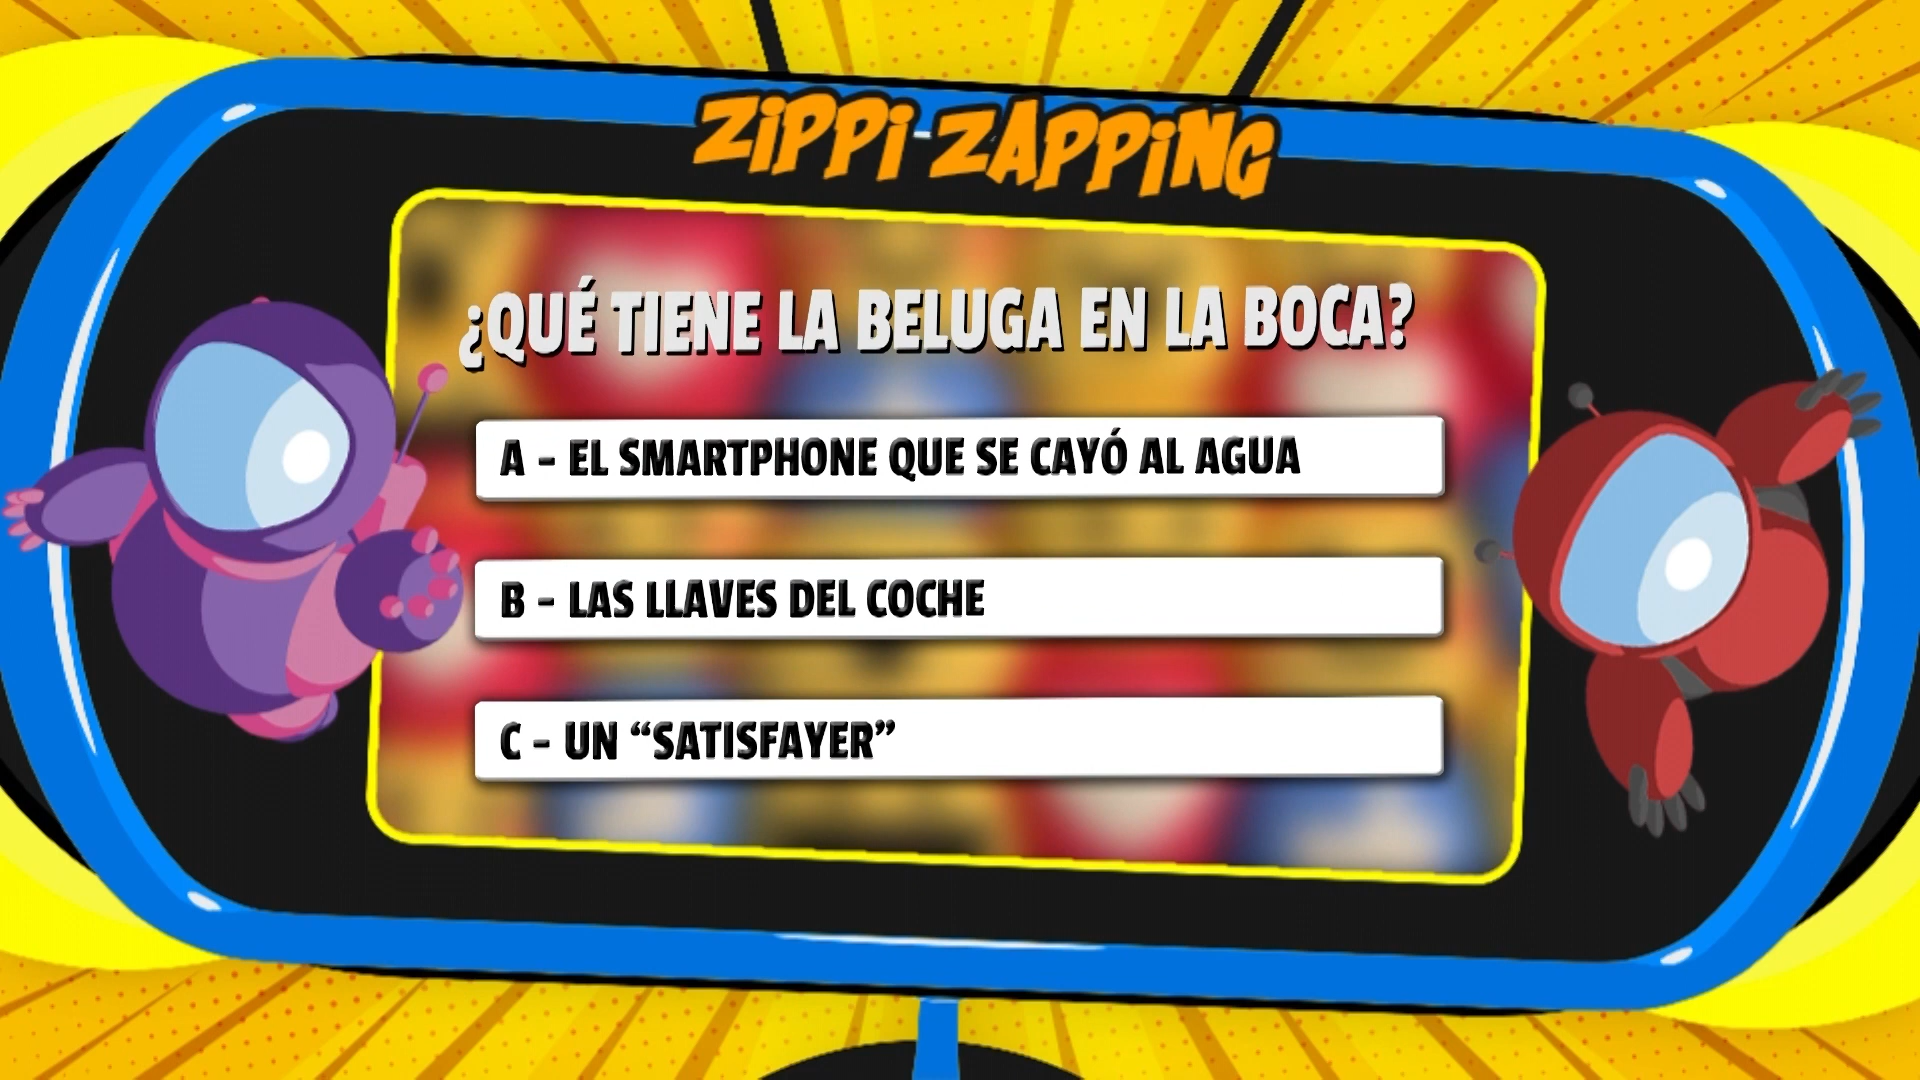 ZiPPi-ZAPPiNG
¿QUÉ TIENE LA BELUGA EN LA BOCA?
A - EL SMARTPHONE QUE SE CAYÓ AL AGUA
B - LAS LLAVES DEL COCHE
C - UN “SATISFAYER”